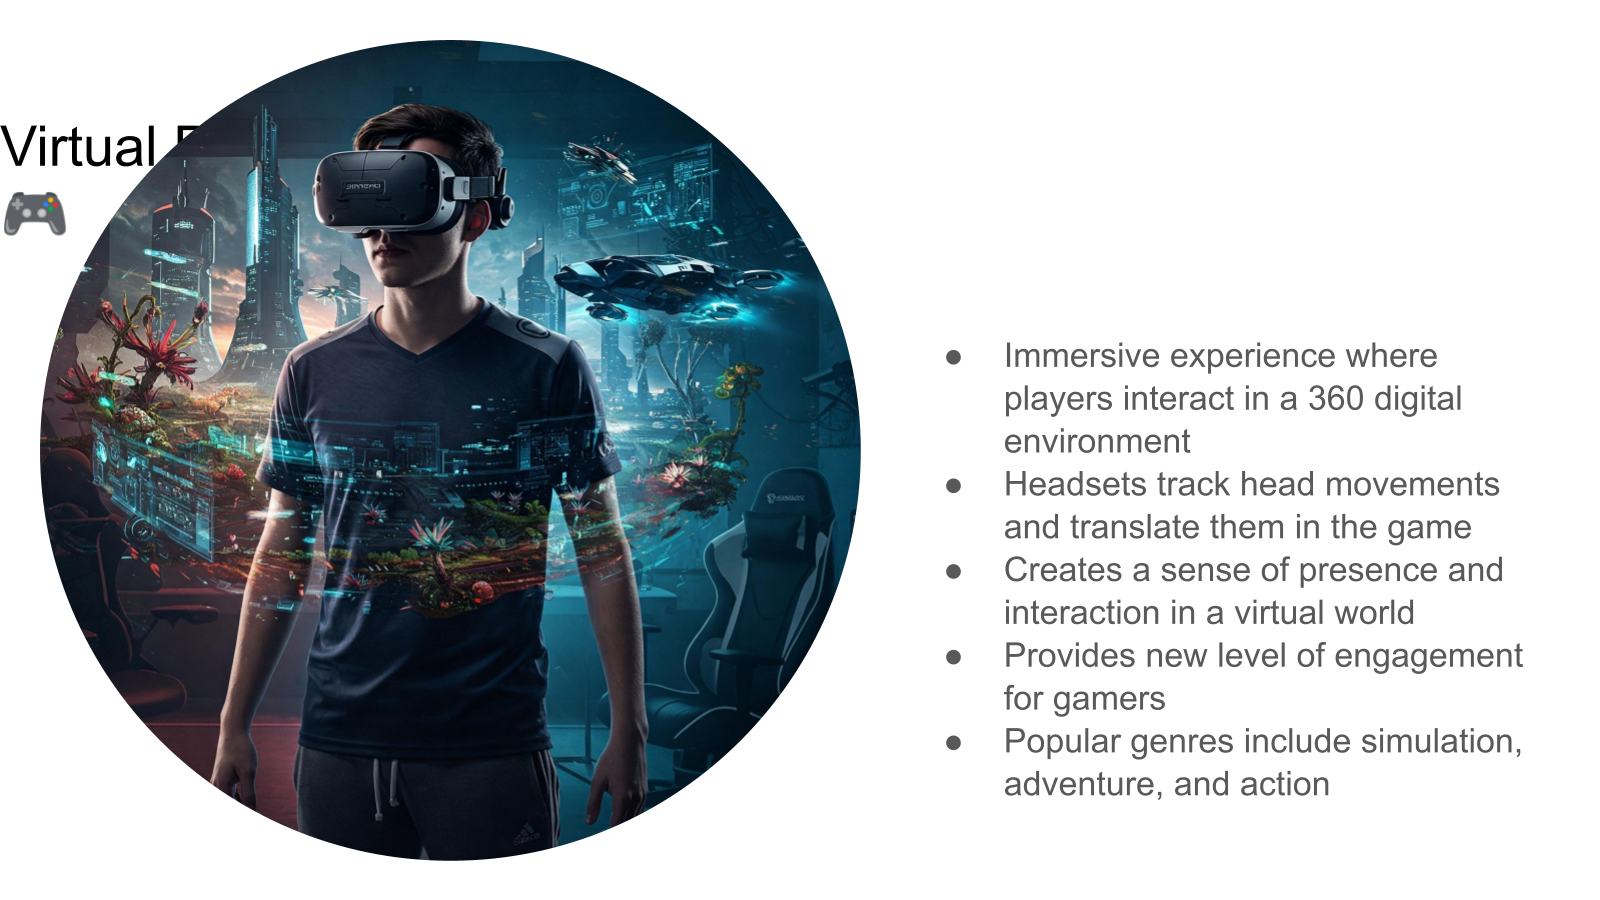 Virtual
🎮
● Immersive experience where
players interact in a 360 digital
environment
● Headsets track head movements
and translate them in the game
● Creates a sense of presence and
interaction in a virtual world
● Provides new level of engagement
for gamers
● Popular genres include simulation,
adventure, and action